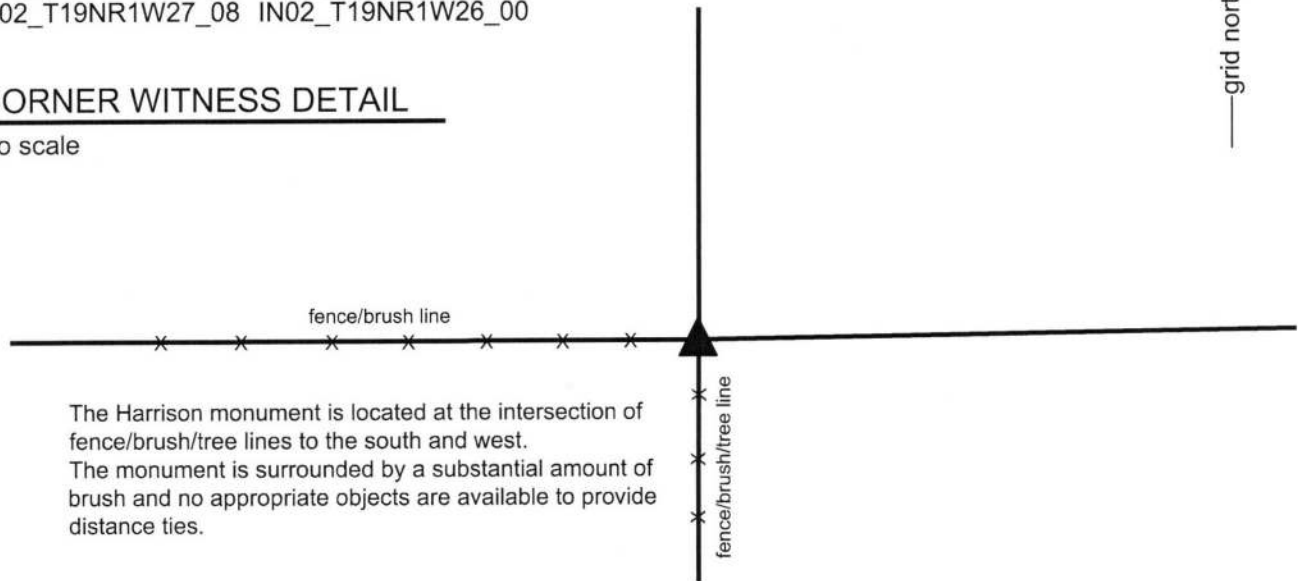 02_T19NR1W27_08 IN02_T19NR1W26_00
ORNER WITNESS DETAIL
o scale
grid nort
fence/brush line
The Harrison monument is located at the intersection of
fence/brush/tree lines to the south and west.
The monument is surrounded by a substantial amount of
brush and no appropriate objects are available to provide
distance ties.
fence/brush/tree line